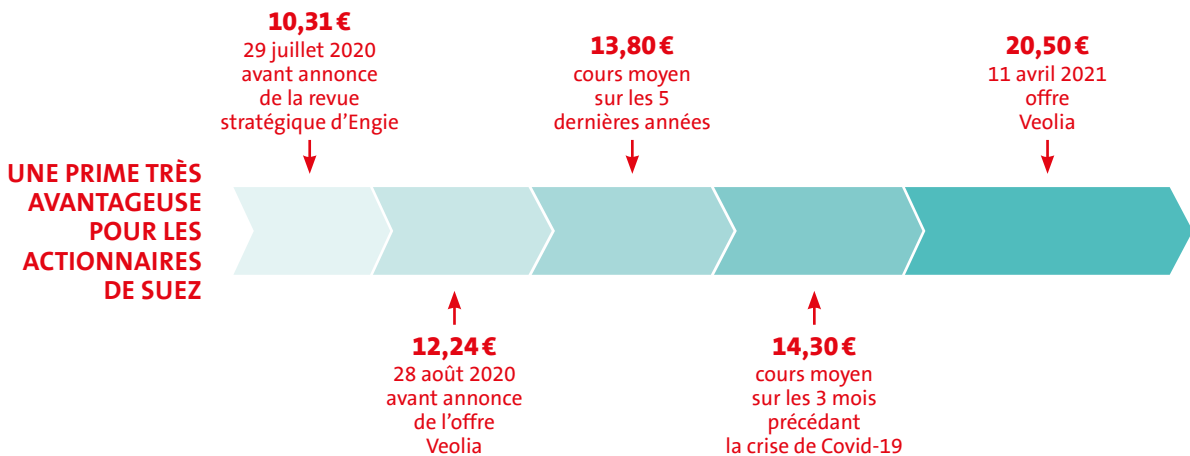 UNE PRIME TRÈS
AVANTAGEUSE
POUR LES
ACTIONNAIRES
DE SUEZ
10,31 €
29 juillet 2020
avant annonce
de la revue
stratégique d’Engie
12,24 €
28 août 2020
avant annonce
de l’offre
Veolia
13,80 €
cours moyen
sur les 5
dernières années
14,30 €
cours moyen
sur les 3 mois
précédant
la crise de Covid-19
20,50 €
11 avril 2021
offre
Veolia